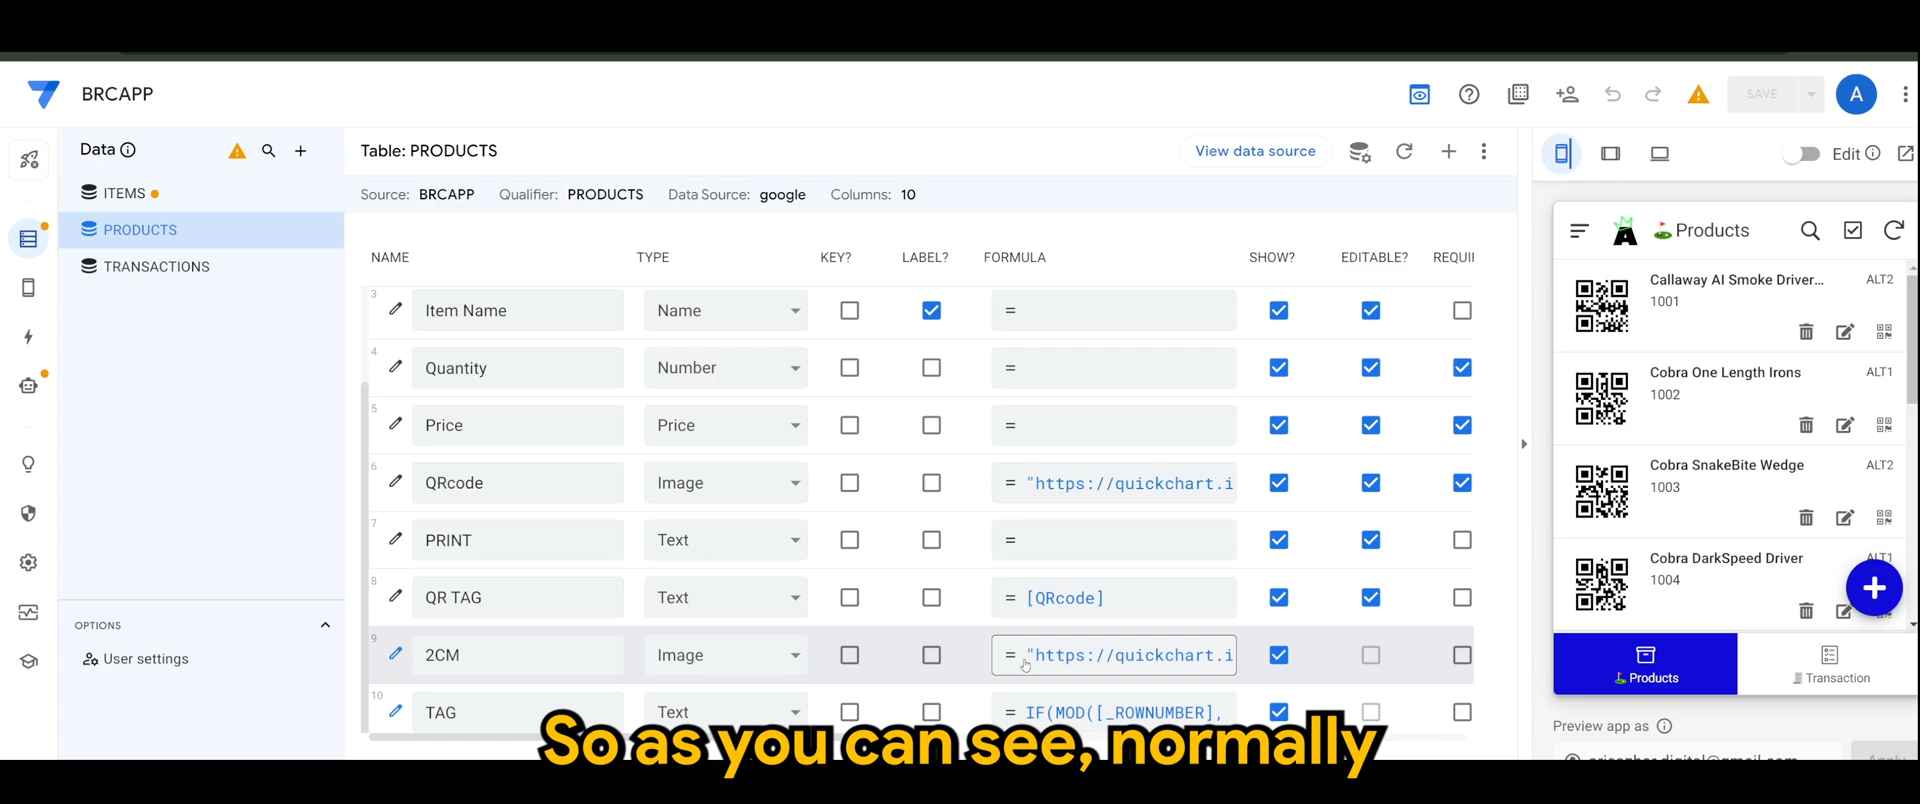 BRCAPP
SAVE
A
Data
ITEMS
PRODUCTS
TRANSACTIONS
OPTIONS
User settings
Table: PRODUCTS
View data source
Source: BRCAPP Qualifier: PRODUCTS Data Source: google Columns: 10
NAME TYPE KEY? LABEL? FORMULA SHOW? EDITABLE? REQUII
3 Item Name Name =
4 Quantity Number =
5 Price Price =
6 QRcode Image = "https://quickchart.i
7 PRINT Text =
8 QR TAG Text = [QRcode]
9 2CM Image = "https://quickchart.i
10 TAG Text = IF(MOD([_ROWNUMBER],
Edit
A Products
Callaway AI Smoke Driver... ALT2
1001
Cobra One Length Irons ALT1
1002
Cobra SnakeBite Wedge ALT2
1003
Cobra DarkSpeed Driver ALT1
1004
Products Transaction
Preview app as
So as you can see, normally